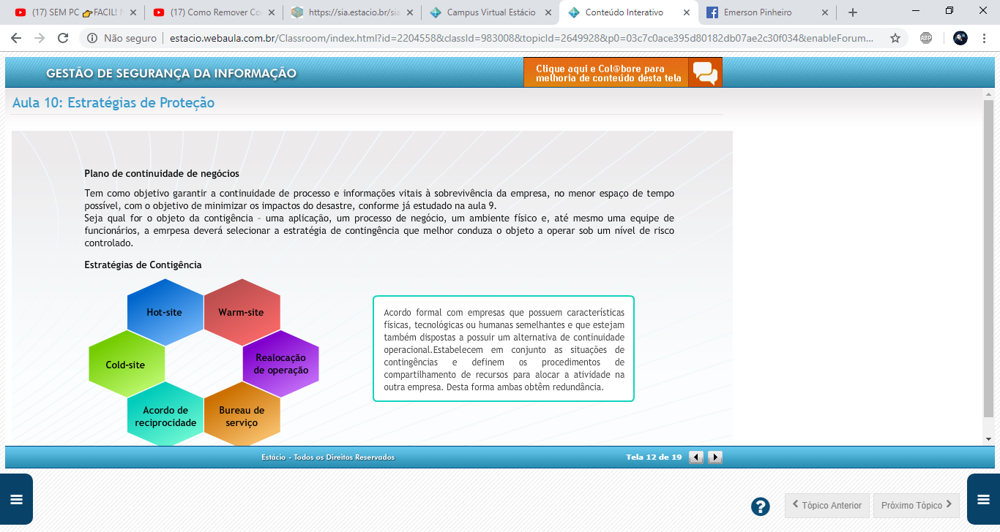 (17) SEM PC 👉FACIL! N
(17) Como Remover Co
https://sia.estacio.br/sia
Campus Virtual Estácio
Conteúdo Interativo
Emerson Pinheiro
Não seguro
estacio.webaula.com.br/Classroom/index.html?id=2204558&classId=983008&topicId=2649928&p0=03c7c0ace395d80182db07ae2c30f034&enableForum...
ABP
GESTÃO DE SEGURANÇA DA INFORMAÇÃO
Clique aqui e Col@bore para
melhoria de conteúdo desta tela
Aula 10: Estratégias de Proteção
Plano de continuidade de negócios
Tem como objetivo garantir a continuidade de processo e informações vitais à sobrevivência da empresa, no menor espaço de tempo
possível, com o objetivo de minimizar os impactos do desastre, conforme já estudado na aula 9.
Seja qual for o objeto da contigência – uma aplicação, um processo de negócio, um ambiente físico e, até mesmo uma equipe de
funcionários, a emrpesa deverá selecionar a estratégia de contingência que melhor conduza o objeto a operar sob um nível de risco
controlado.
Estratégias de Contigência
Hot-site
Warm-site
Cold-site
Realocação
de operação
Acordo de
reciprocidade
Bureau de
serviço
Acordo formal com empresas que possuem características
físicas, tecnológicas ou humanas semelhantes e que estejam
também dispostas a possuir um alternativa de continuidade
operacional.Estabelecem em conjunto as situações de
contingências e definem os procedimentos de
compartilhamento de recursos para alocar a atividade na
outra empresa. Desta forma ambas obtêm redundância.
Estácio - Todos os Direitos Reservados
Tela 12 de 19
?
Tópico Anterior
Próximo Tópico